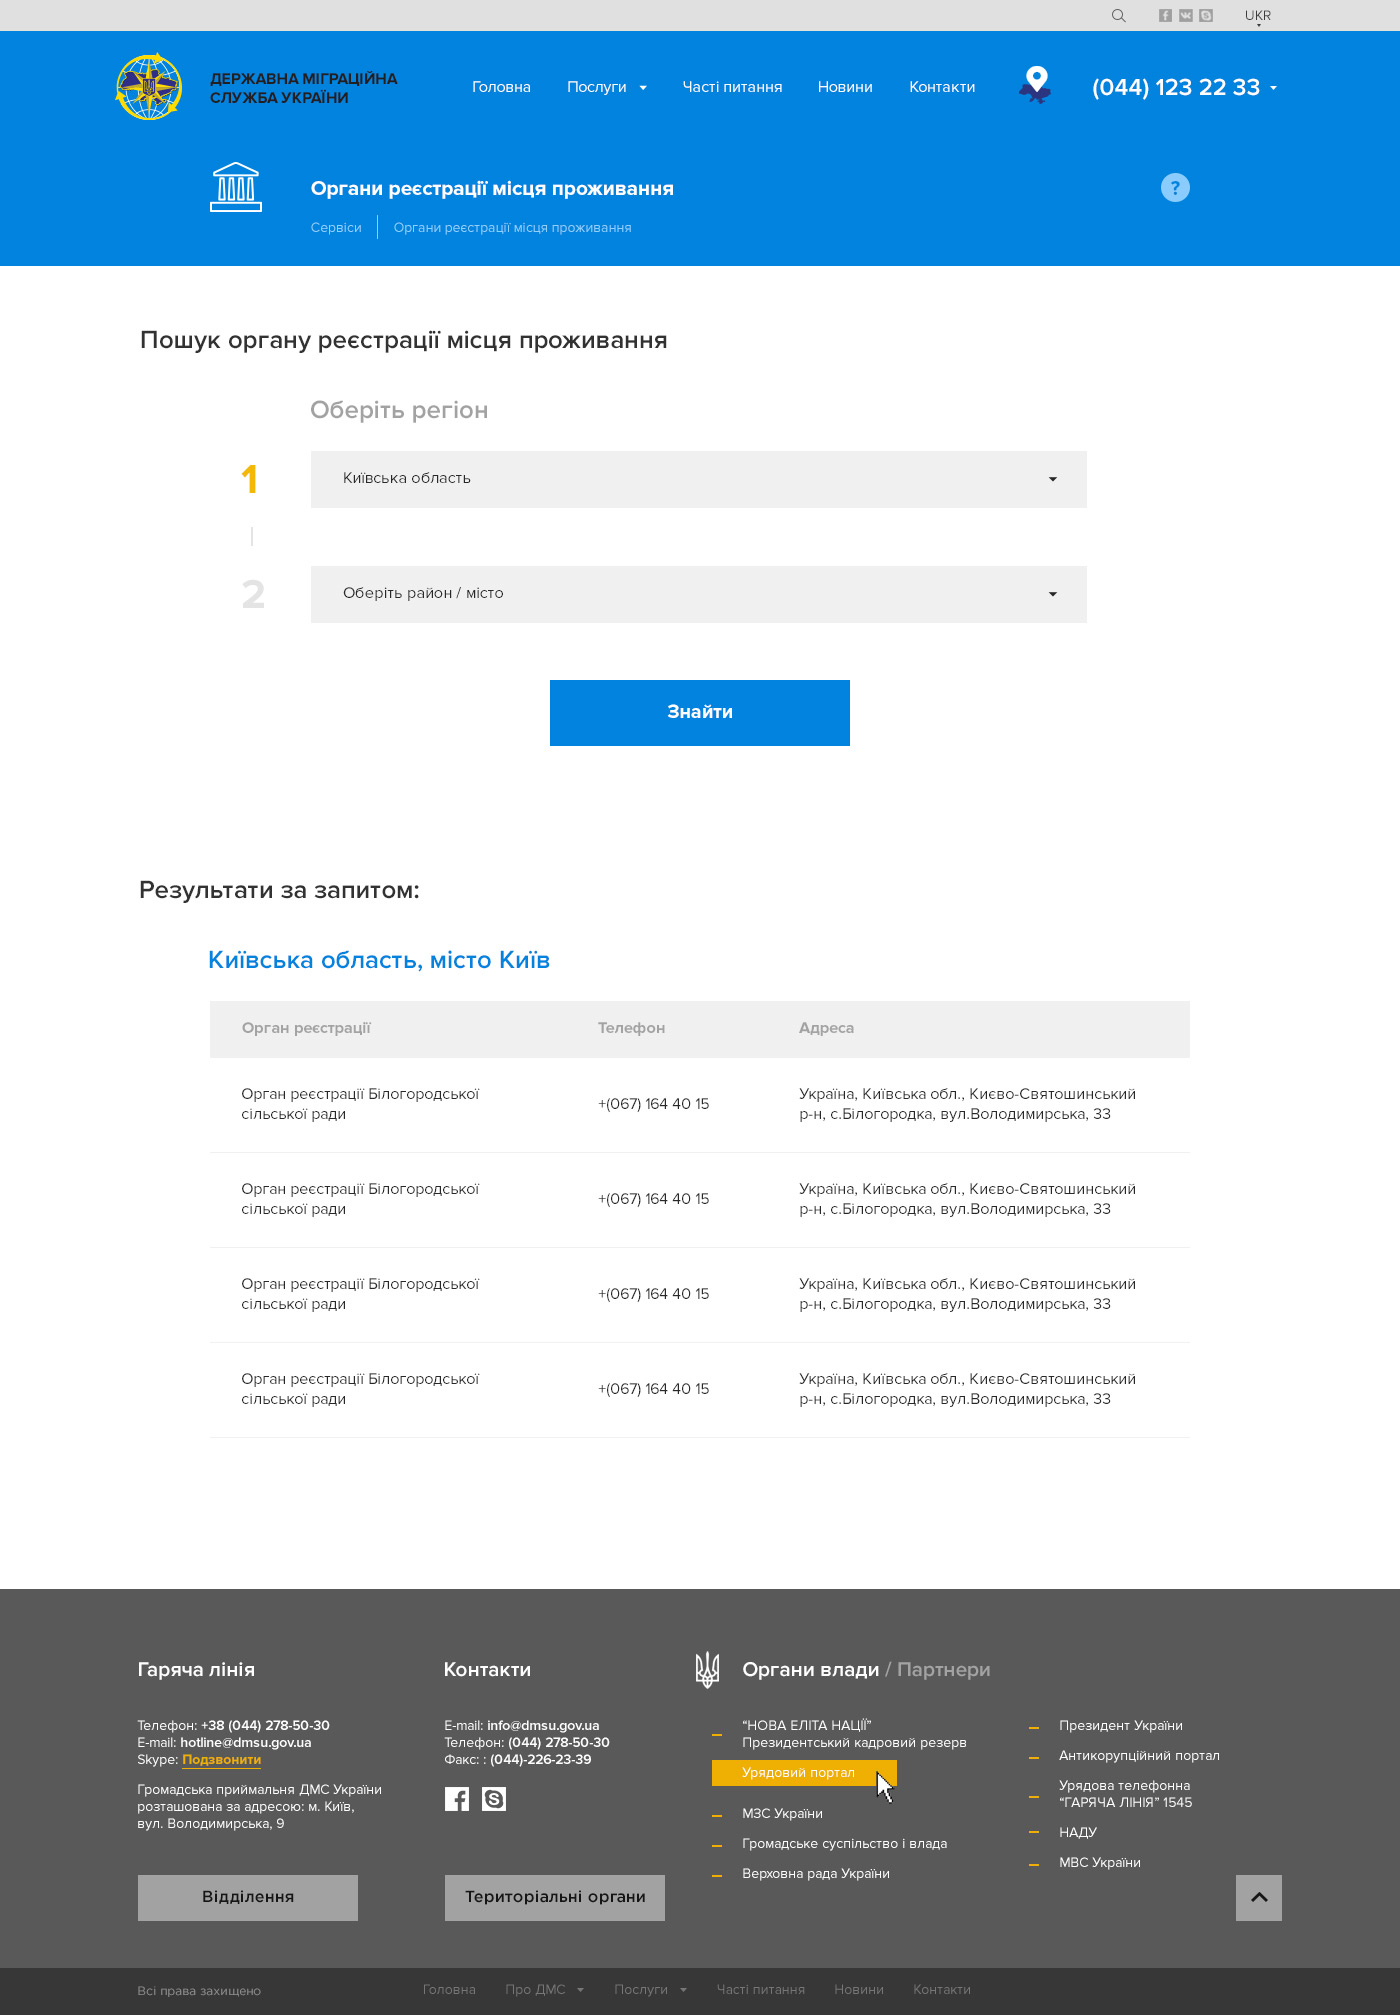 UKR
ДЕРЖАВНА МІГРАЦІЙНА
СЛУЖБА УКРАЇНИ
Головна
Послуги
Часті питання
Новини
Контакти
(044) 123 22 33
Органи реєстрації місця проживання
?
Сервіси
Органи реєстрації місця проживання
Пошук органу реєстрації місця проживання
Оберіть регіон
1
Київська область
2
Оберіть район / місто
Знайти
Результати за запитом:
Київська область, місто Київ
Орган реєстрації
Телефон
Адреса
Орган реєстрації Білогородської
сільської ради
+(067) 164 40 15
Україна, Київська обл., Києво-Святошинський
р-н, с.Білогородка, вул.Володимирська, 33
Орган реєстрації Білогородської
сільської ради
+(067) 164 40 15
Україна, Київська обл., Києво-Святошинський
р-н, с.Білогородка, вул.Володимирська, 33
Орган реєстрації Білогородської
сільської ради
+(067) 164 40 15
Україна, Київська обл., Києво-Святошинський
р-н, с.Білогородка, вул.Володимирська, 33
Орган реєстрації Білогородської
сільської ради
+(067) 164 40 15
Україна, Київська обл., Києво-Святошинський
р-н, с.Білогородка, вул.Володимирська, 33
Гаряча лінія
Телефон: +38 (044) 278-50-30
E-mail: hotline@dmsu.gov.ua
Skype: Подзвонити
Громадська приймальня ДМС України
розташована за адресою: м. Київ,
вул. Володимирська, 9
Відділення
Контакти
E-mail: info@dmsu.gov.ua
Телефон: (044) 278-50-30
Факс: : (044)-226-23-39
Територіальні органи
Органи влади / Партнери
“НОВА ЕЛІТА НАЦІЇ”
Президентський кадровий резерв
Урядовий портал
МЗС України
Громадське суспільство і влада
Верховна рада України
Президент України
Антикорупційний портал
Урядова телефонна
“ГАРЯЧА ЛІНІЯ” 1545
НАДУ
МВС України
Всі права захищено
Головна
Про ДМС
Послуги
Часті питання
Новини
Контакти